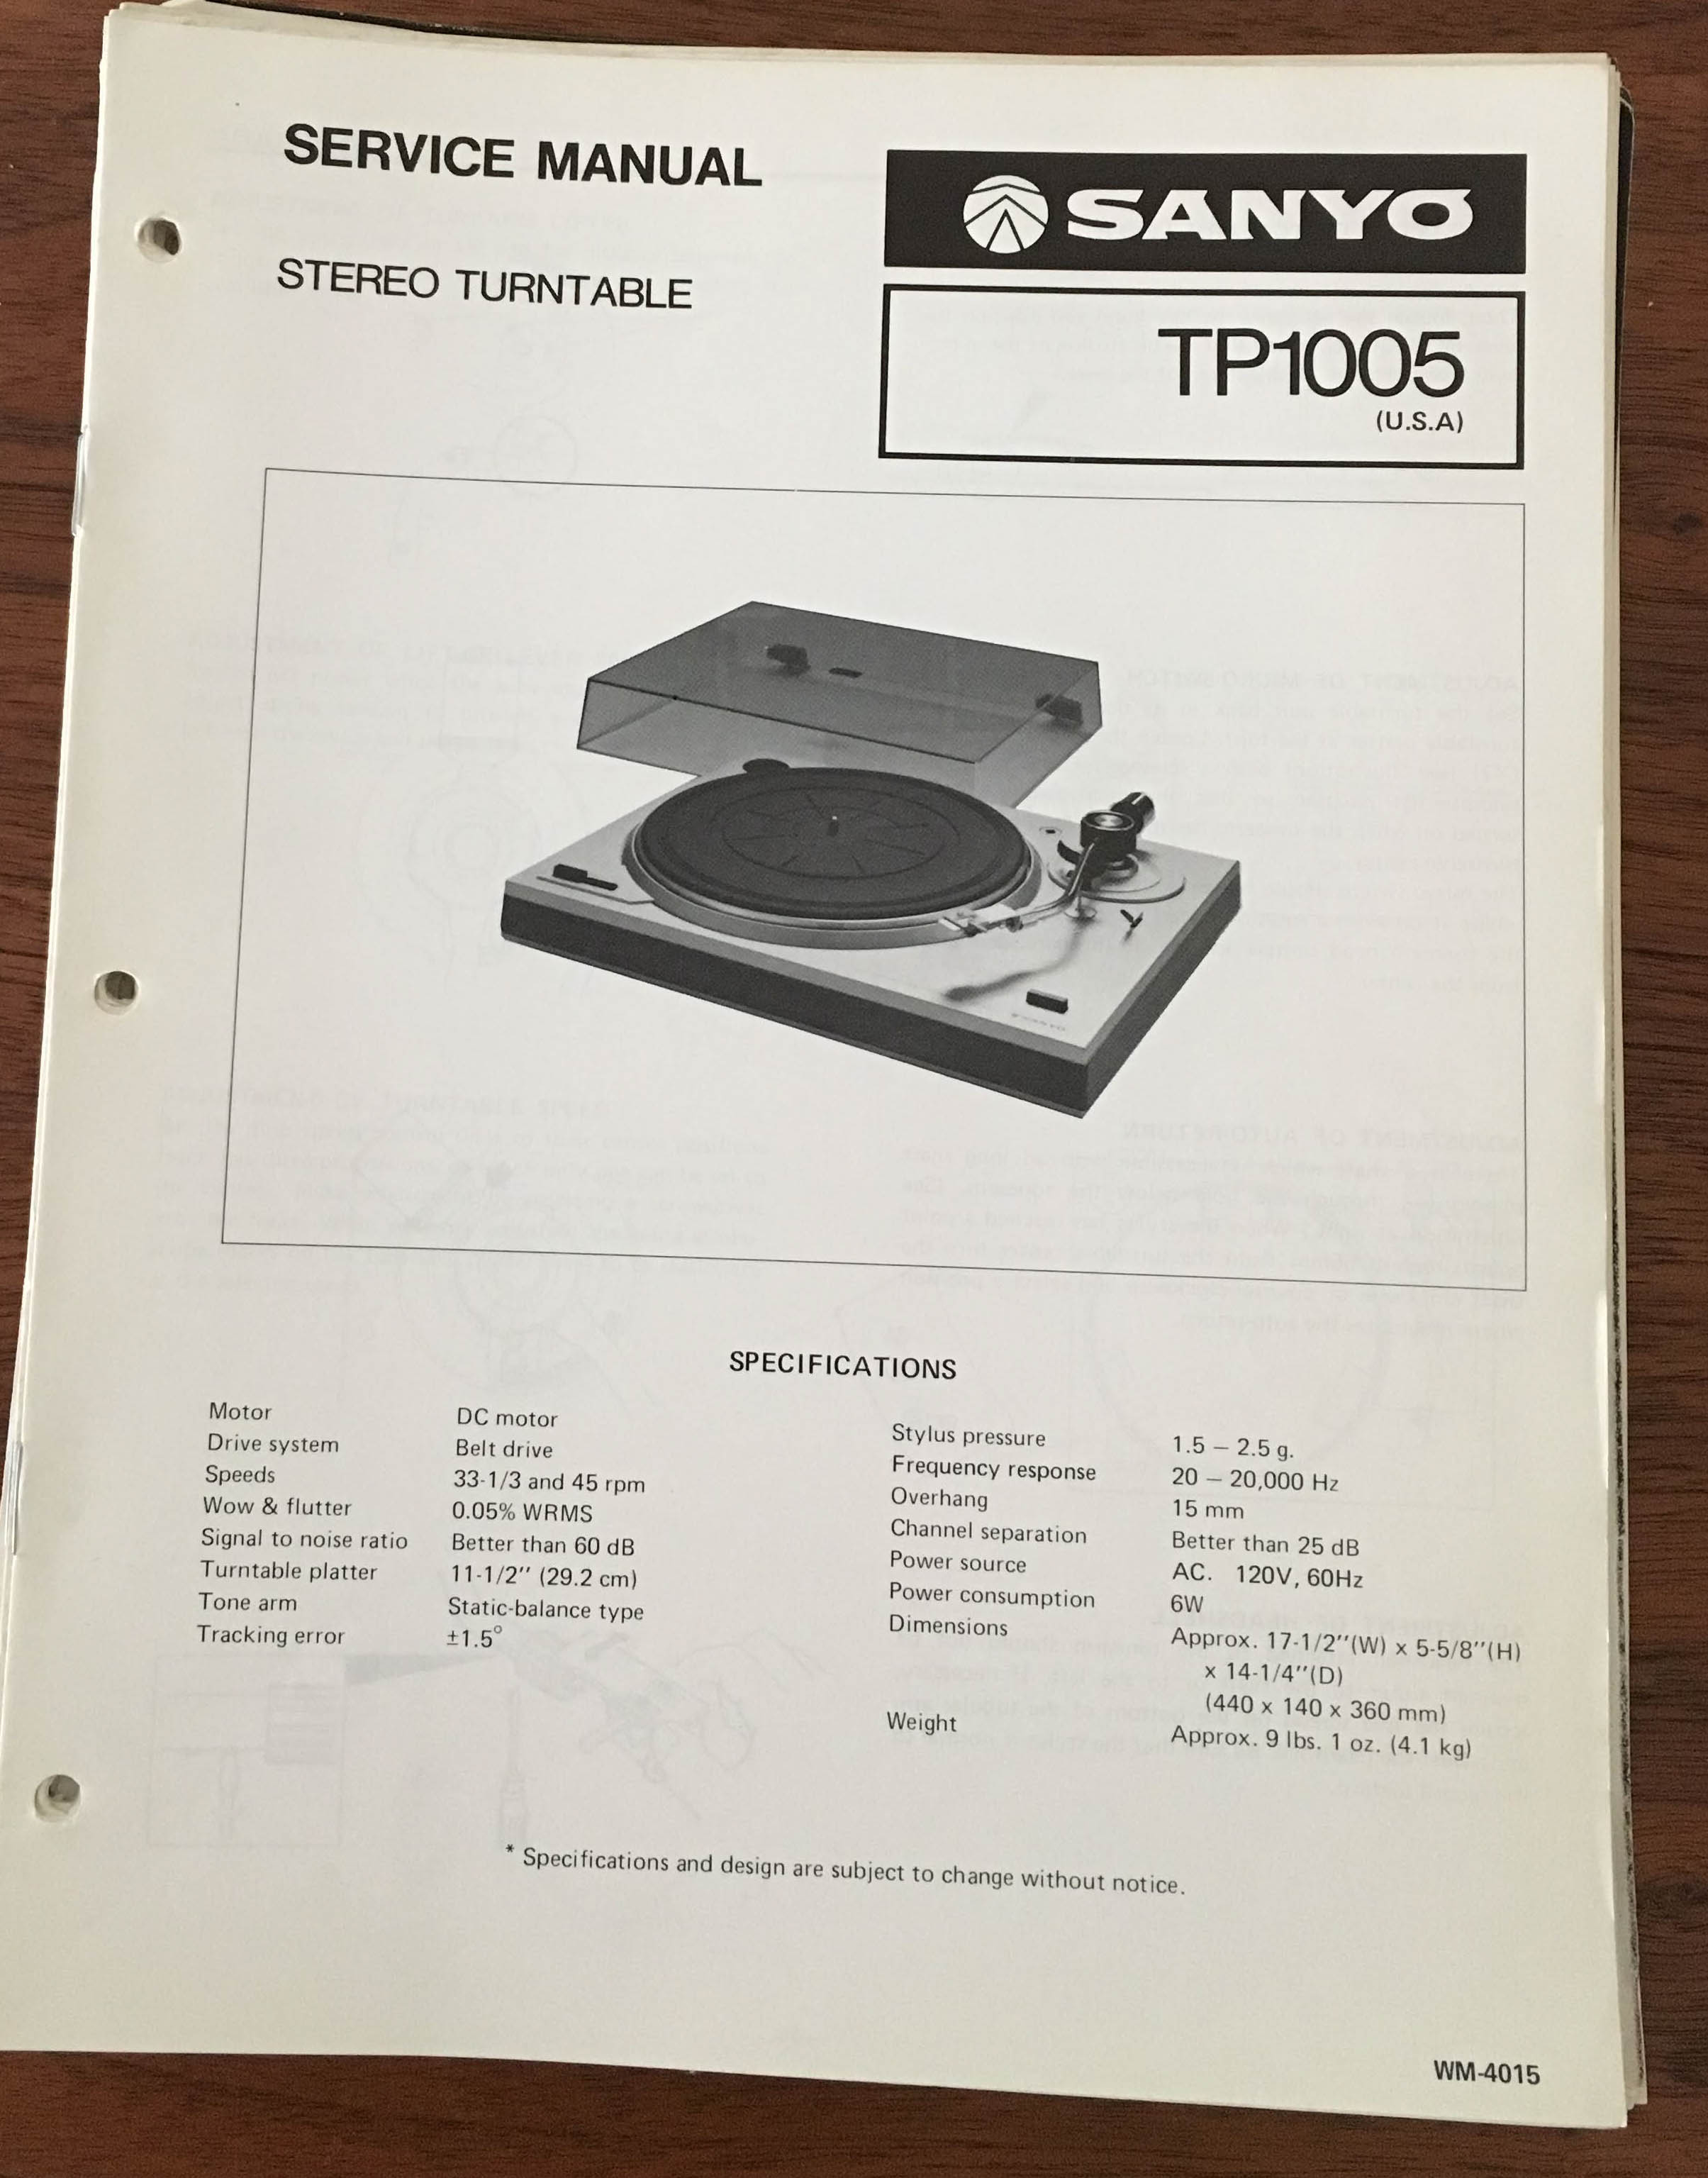 SERVICE MANUAL
STEREO TURNTABLE
SANYO
TP1005
(U.S.A)
SANYO
SPECIFICATIONS
Motor DC motor
Drive system Belt drive
Speeds 33-1/3 and 45 rpm
Wow & flutter 0.05% WRMS
Signal to noise ratio Better than 60 dB
Turntable platter 11-1/2′′ (29.2 cm)
Tone arm Static-balance type
Tracking error ±1.5°
Stylus pressure 1.5 – 2.5 g.
Frequency response 20 – 20,000 Hz
Overhang 15 mm
Channel separation Better than 25 dB
Power source AC. 120V, 60Hz
Power consumption 6W
Dimensions Approx. 17-1/2′′(W) x 5-5/8′′(H)
x 14-1/4′′(D)
(440 x 140 x 360 mm)
Weight Approx. 9 lbs. 1 oz. (4.1 kg)
* Specifications and design are subject to change without notice.
WM-4015